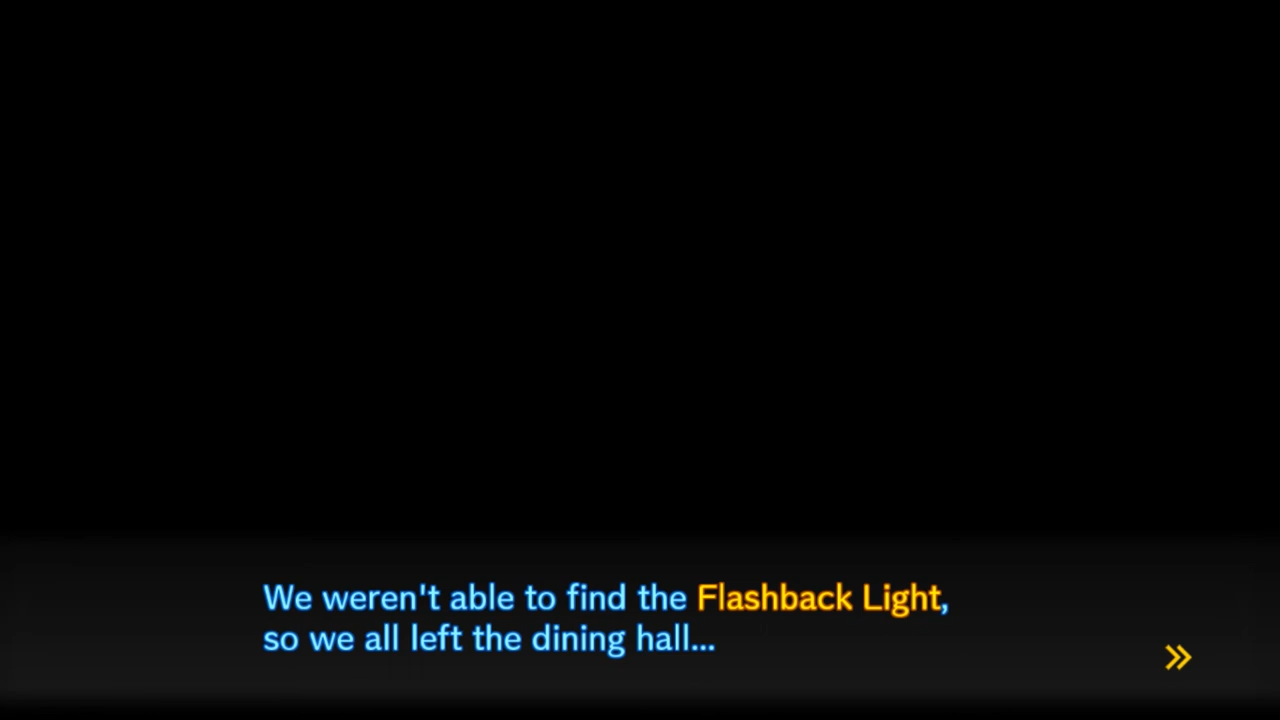 We weren't able to find the Flashback Light,
so we all left the dining hall...